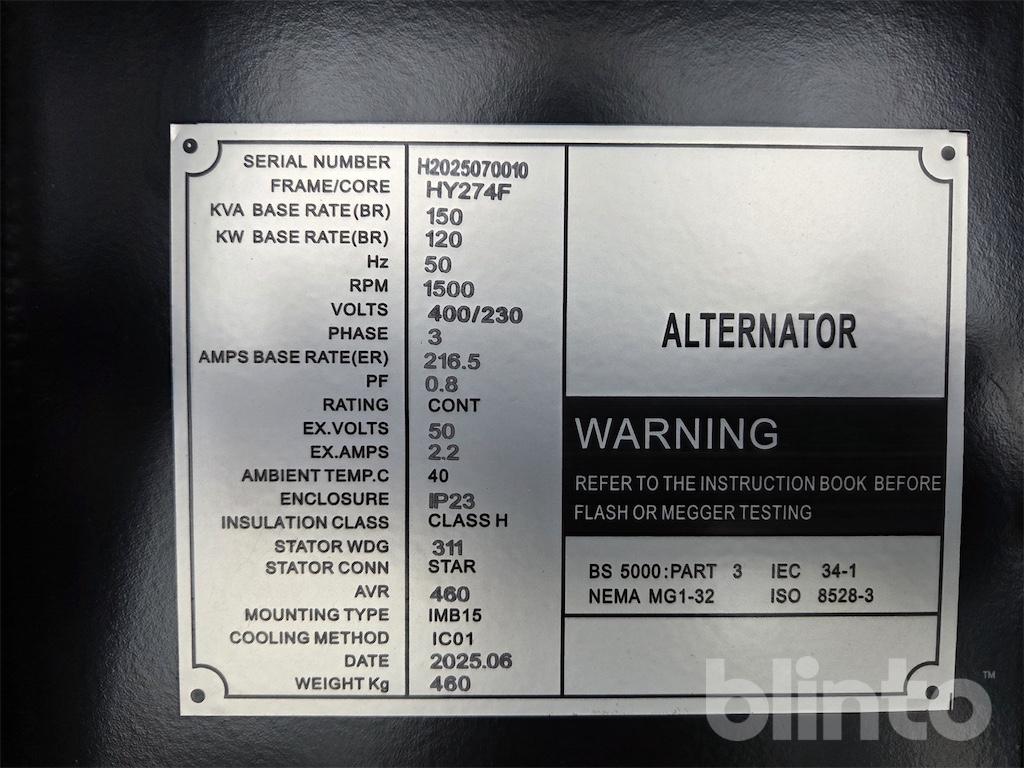 SERIAL NUMBER H2025070010
FRAME/CORE HY274F
KVA BASE RATE(BR) 150
KW BASE RATE(BR) 120
Hz 50
RPM 1500
VOLTS 400/230
PHASE 3
AMPS BASE RATE(ER) 216.5
PF 0.8
RATING CONT
EX.VOLTS 50
EX.AMPS 2.2
AMBIENT TEMP.C 40
ENCLOSURE IP23
INSULATION CLASS CLASS H
STATOR WDG 311
STATOR CONN STAR
AVR 460
MOUNTING TYPE IMB15
COOLING METHOD IC01
DATE 2025.06
WEIGHT Kg 460
ALTERNATOR
WARNING
REFER TO THE INSTRUCTION BOOK BEFORE
FLASH OR MEGGER TESTING
BS 5000:PART 3 IEC 34-1
NEMA MG1-32 ISO 8528-3
blinto™